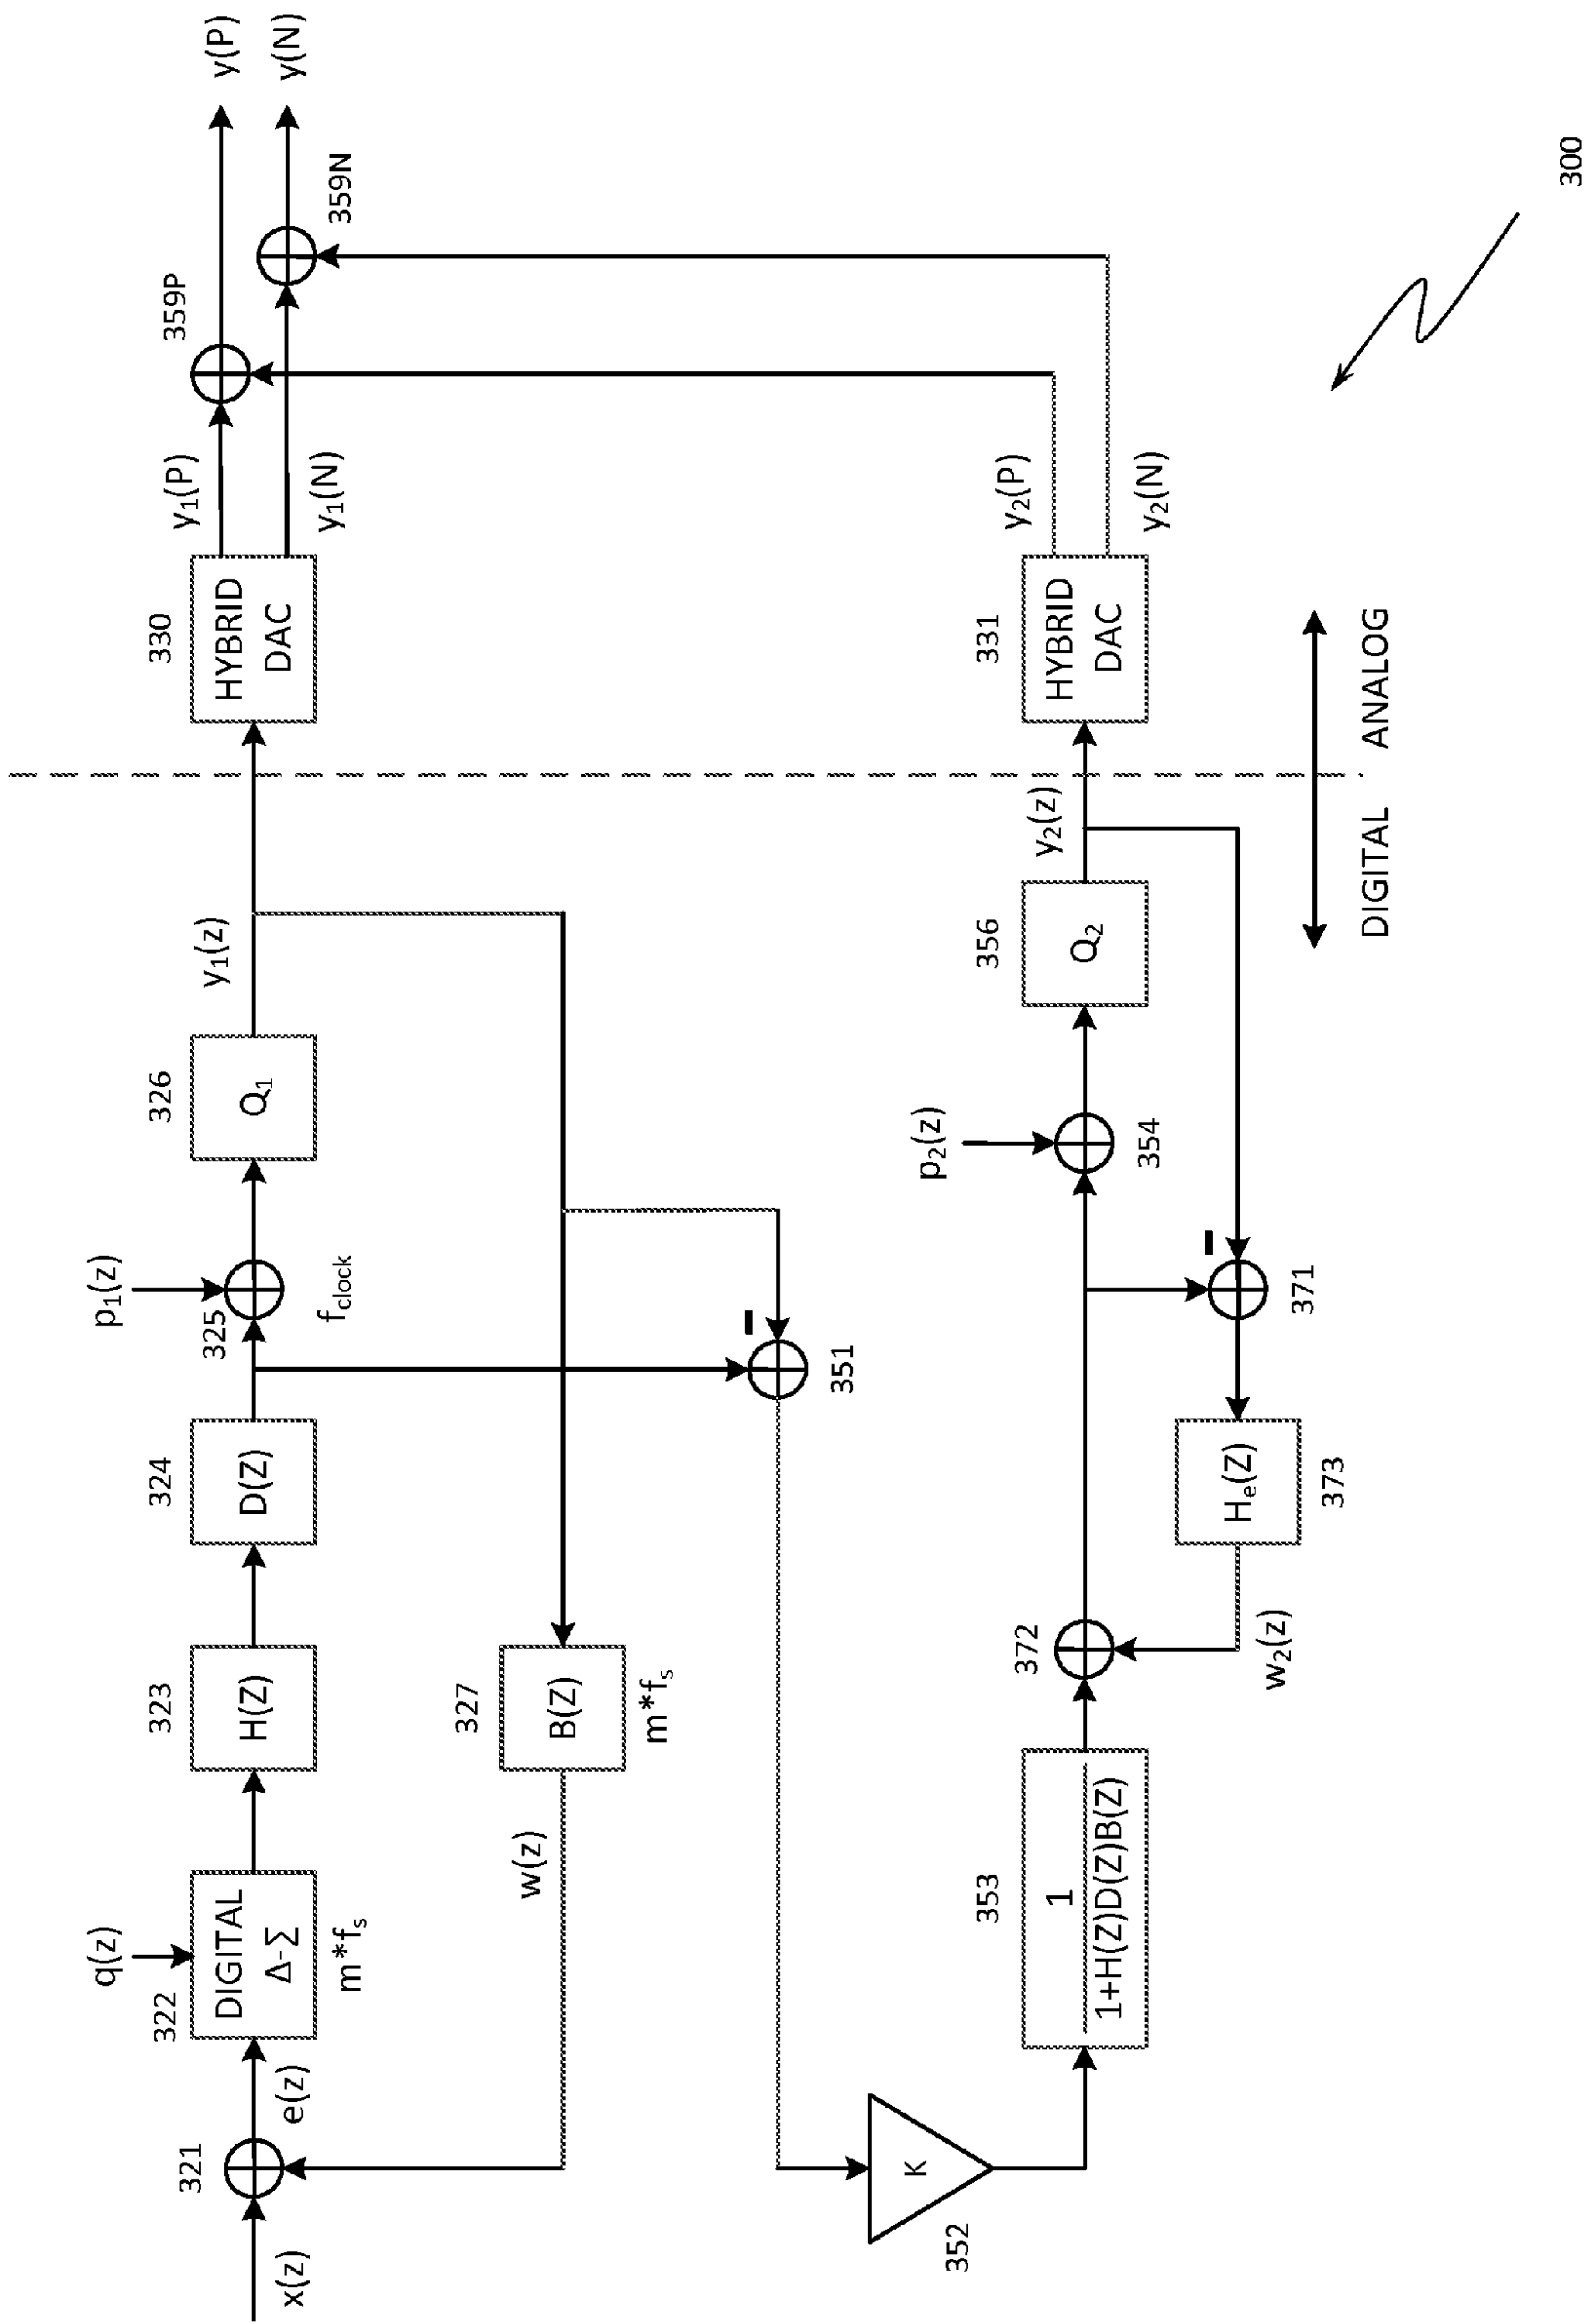 x(z)
321
e(z)
q(z)
322
DIGITAL
Δ-Σ
m*fs
323
H(Z)
324
D(Z)
p1(z)
325
fclock
326
Q1
y1(z)
330
HYBRID
DAC
y1(P)
y1(N)
359P
359N
y(P)
y(N)
w(z)
327
B(Z)
m*fs
351
352
K
353
1
1+H(Z)D(Z)B(Z)
372
w2(z)
373
He(Z)
371
p2(z)
354
356
Q2
y2(z)
331
HYBRID
DAC
y2(P)
y2(N)
DIGITAL
ANALOG
300